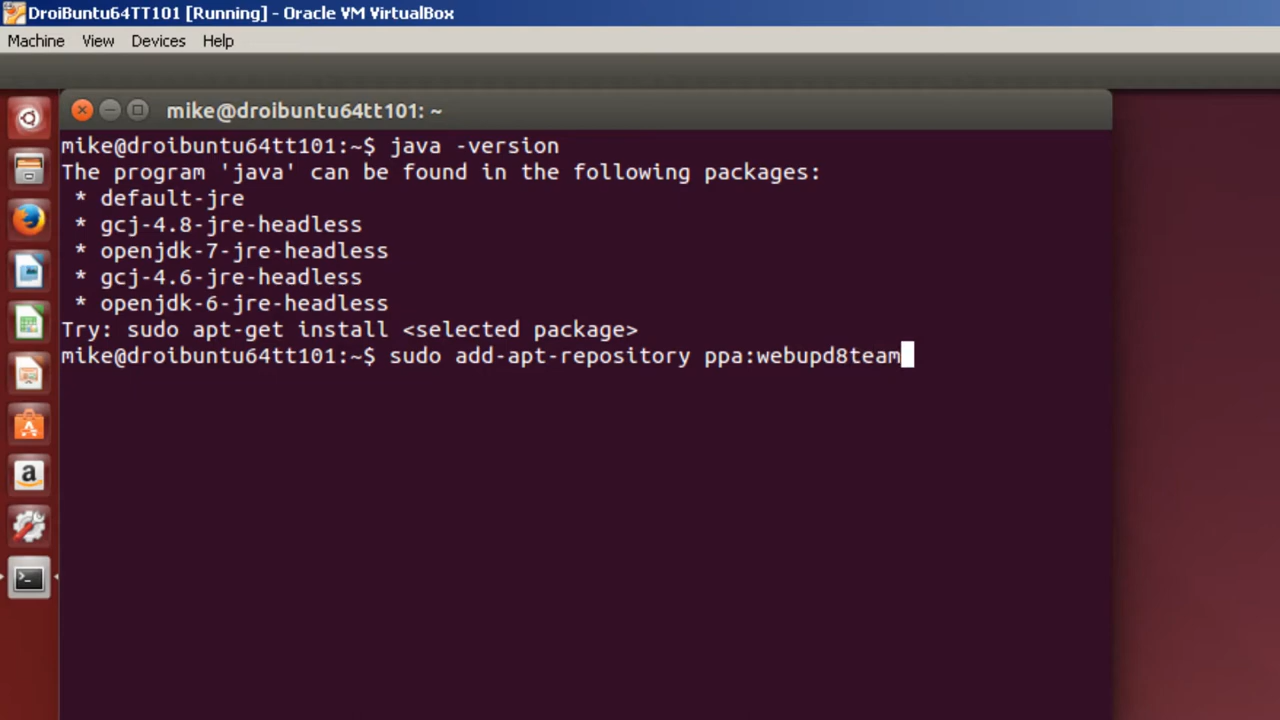 DroiBuntu64TT101 [Running] - Oracle VM VirtualBox
Machine View Devices Help
mike@droibuntu64tt101: ~
mike@droibuntu64tt101:~$ java -version
The program 'java' can be found in the following packages:
* default-jre
* gcj-4.8-jre-headless
* openjdk-7-jre-headless
* gcj-4.6-jre-headless
* openjdk-6-jre-headless
Try: sudo apt-get install <selected package>
mike@droibuntu64tt101:~$ sudo add-apt-repository ppa:webupd8team